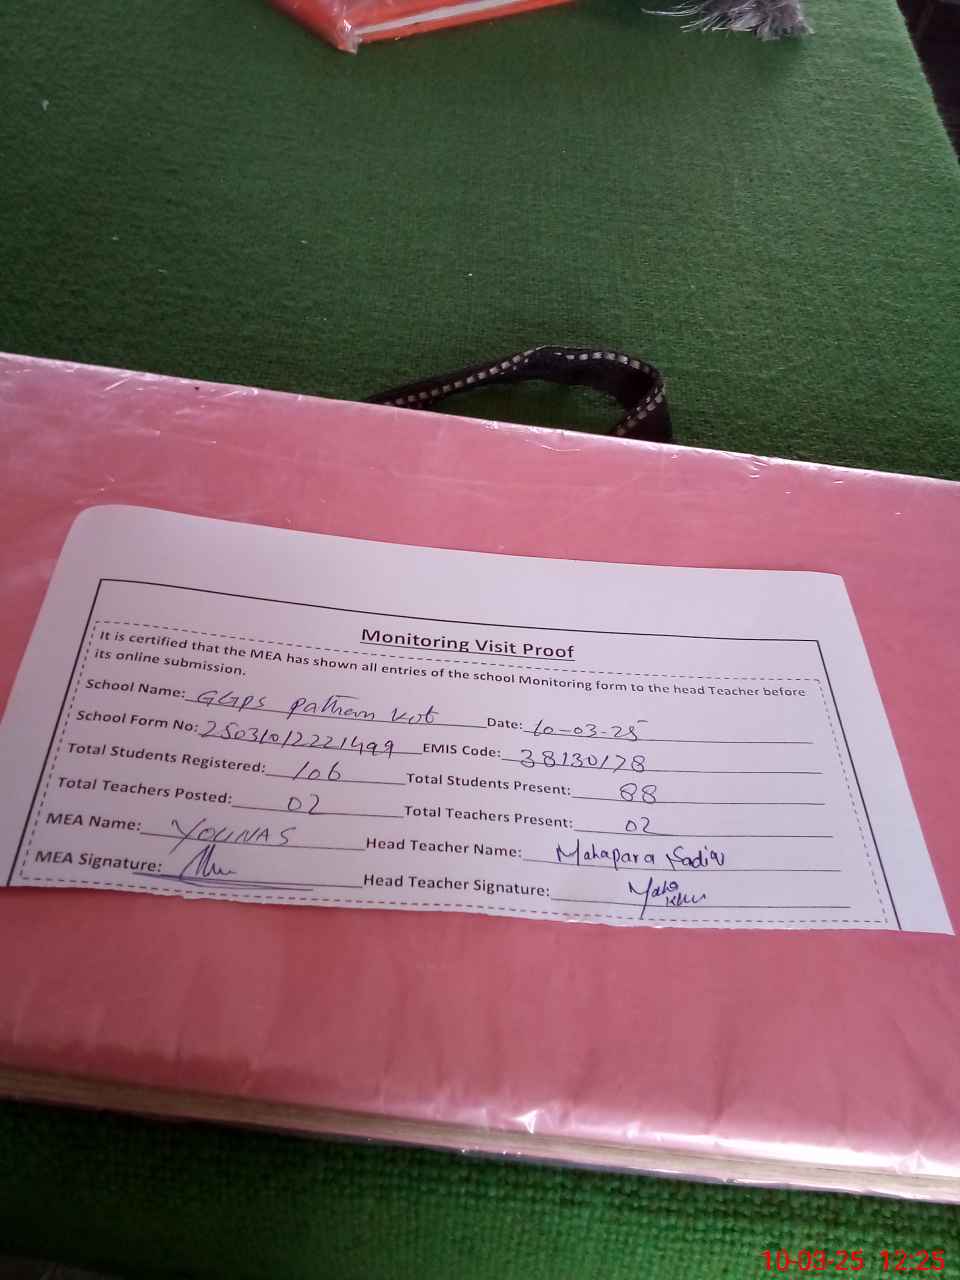 Monitoring Visit Proof
It is certified that the MEA has shown all entries of the school Monitoring form to the head Teacher before
its online submission.
School Name: GGPS pathan kot Date: 10-03-25
School Form No: 25031012221499 EMIS Code: 38130178
Total Students Registered: 106 Total Students Present: 88
Total Teachers Posted: 02 Total Teachers Present: 02
MEA Name: YOUNAS Head Teacher Name: Mahapara Sadiq
MEA Signature: Head Teacher Signature: Maha
10-03-25 12:25